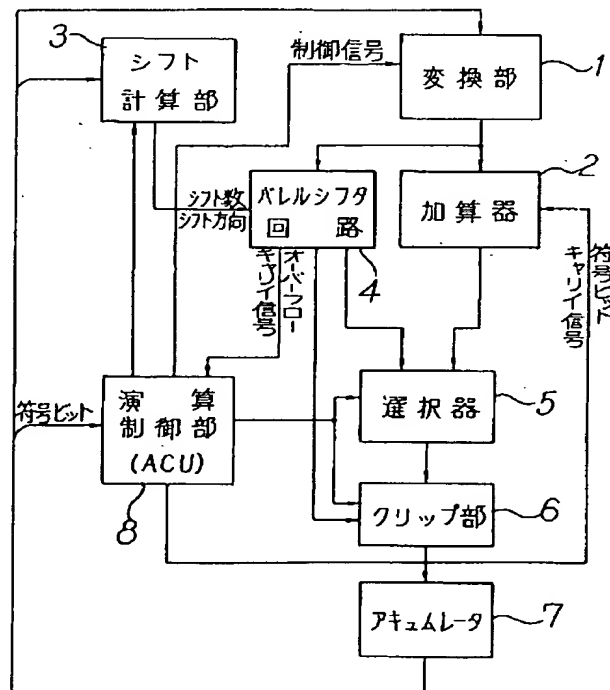 3
シフト
計算部
制御信号
変換部
1
シフト数
シフト方向
バレルシフタ
回路
4
加算器
2
オーバーフロー
キャリイ信号
符号ビット
キャリイ信号
符号ビット
演算
制御部
(ACU)
8
選択器
5
クリップ部
6
アキュムレータ
7